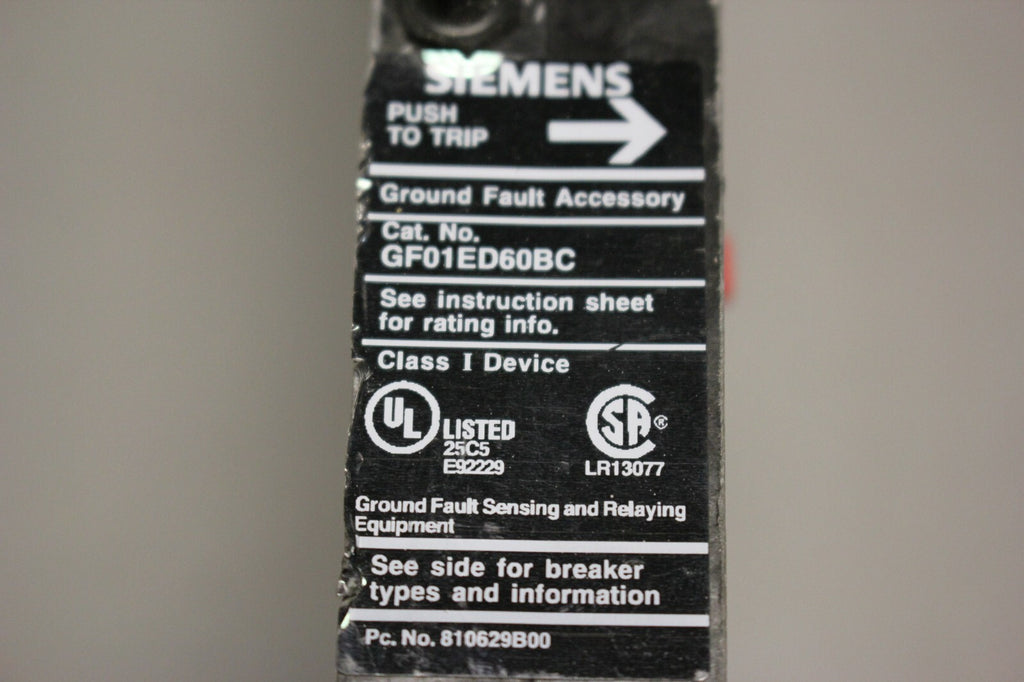 SIEMENS
PUSH
TO TRIP
Ground Fault Accessory
Cat. No.
GF01ED60BC
See instruction sheet
for rating info.
Class I Device
UL LISTED
25C5
E92229
SA ®
LR13077
Ground Fault Sensing and Relaying
Equipment
See side for breaker
types and information
Pc. No. 810629B00